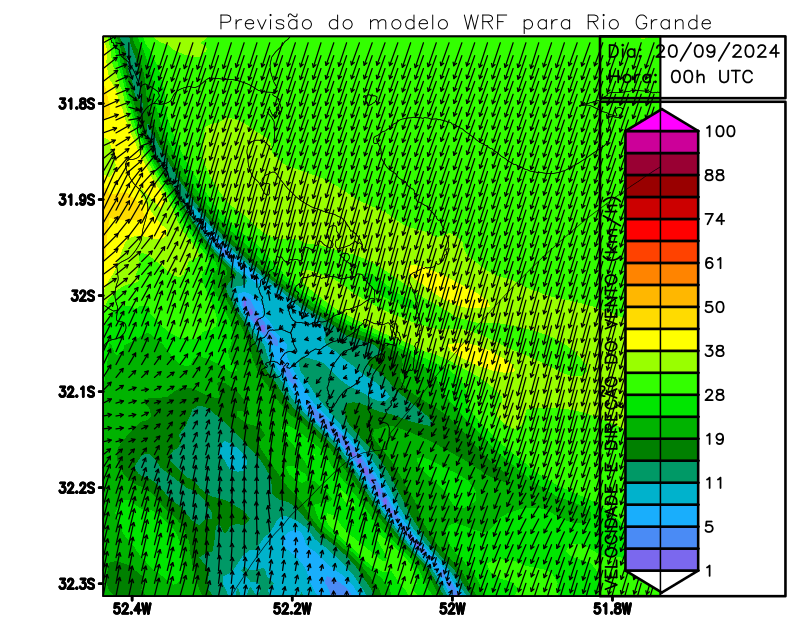 Previsão do modelo WRF para Rio Grande
Dia: 20/09/2024
Hora: 00h UTC
31.8S
31.9S
32S
32.1S
32.2S
32.3S
52.4W
52.2W
52W
51.8W
VELOCIDADE E DIREÇÃO DO VENTO (km/h)
100
88
74
61
50
38
28
19
11
5
1